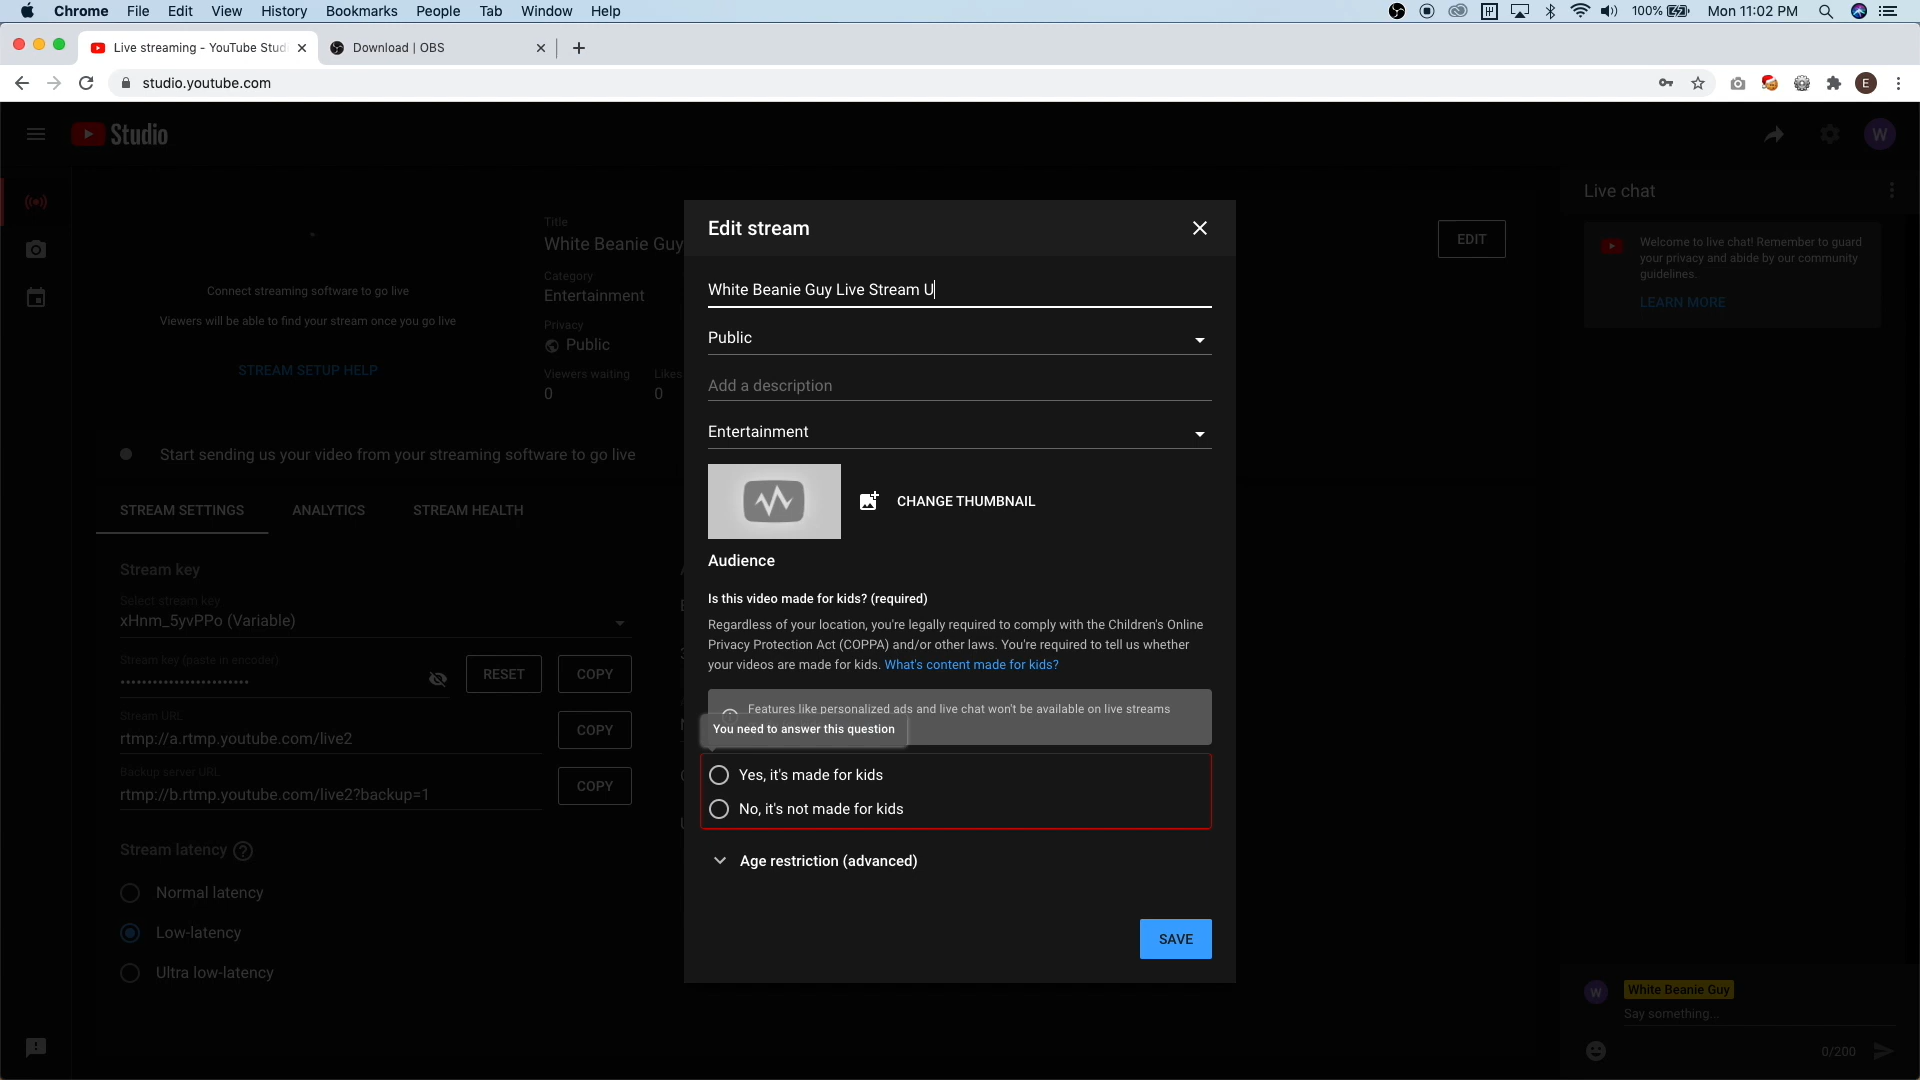 Chrome File Edit View History Bookmarks People Tab Window Help
100% Mon 11:02 PM
Live streaming - YouTube Stud
Download | OBS
studio.youtube.com
E
Studio
W
Connect streaming software to go live
Viewers will be able to find your stream once you go live
STREAM SETUP HELP
Title
White Beanie Guy
Category
Entertainment
Privacy
Public
Viewers waiting Likes
0 0
EDIT
Start sending us your video from your streaming software to go live
STREAM SETTINGS ANALYTICS STREAM HEALTH
Stream key
Select stream key
xHnm_5yvPPo (Variable)
Stream key (paste in encoder)
························
RESET COPY
Stream URL
rtmp://a.rtmp.youtube.com/live2
COPY
Backup server URL
rtmp://b.rtmp.youtube.com/live2?backup=1
COPY
Stream latency
Normal latency
Low-latency
Ultra low-latency
Edit stream
White Beanie Guy Live Stream U
Public
Add a description
Entertainment
CHANGE THUMBNAIL
Audience
Is this video made for kids? (required)
Regardless of your location, you're legally required to comply with the Children's Online
Privacy Protection Act (COPPA) and/or other laws. You're required to tell us whether
your videos are made for kids. What's content made for kids?
Features like personalized ads and live chat won't be available on live streams
You need to answer this question
Yes, it's made for kids
No, it's not made for kids
Age restriction (advanced)
SAVE
Live chat
Welcome to live chat! Remember to guard
your privacy and abide by our community
guidelines.
LEARN MORE
W
White Beanie Guy
Say something...
0/200